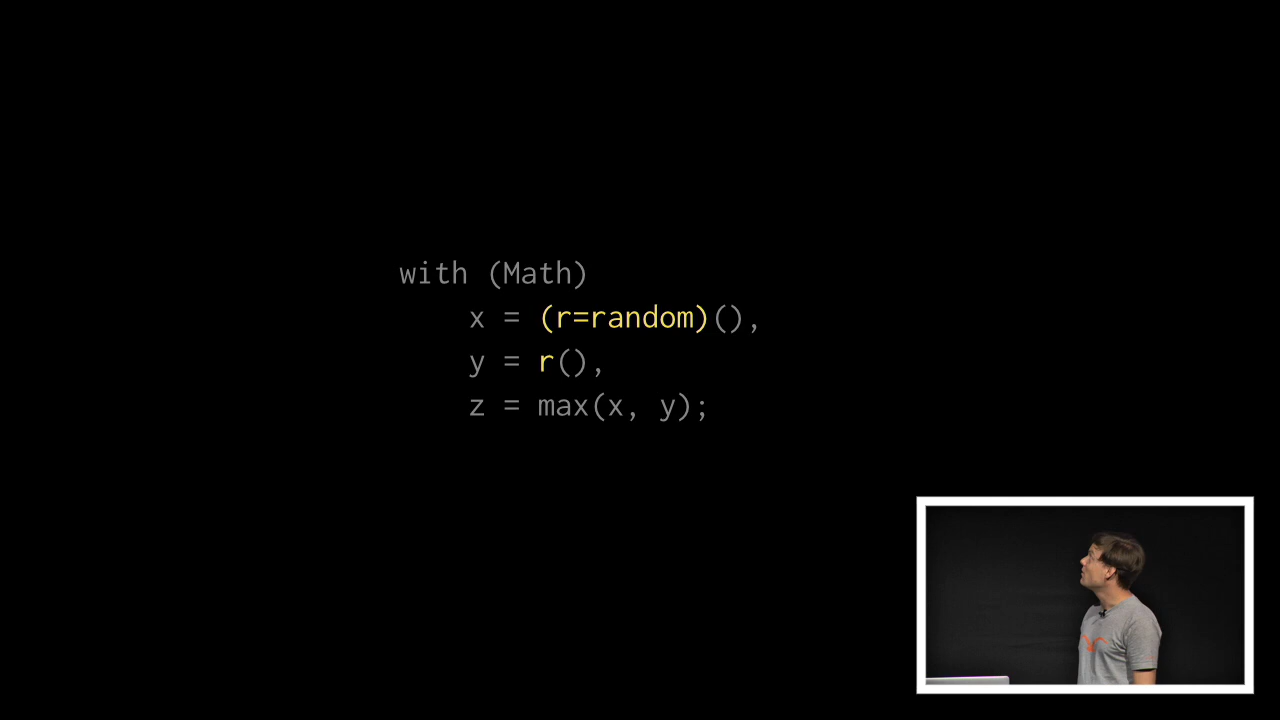 with (Math)
x = (r=random)(),
y = r(),
z = max(x, y);